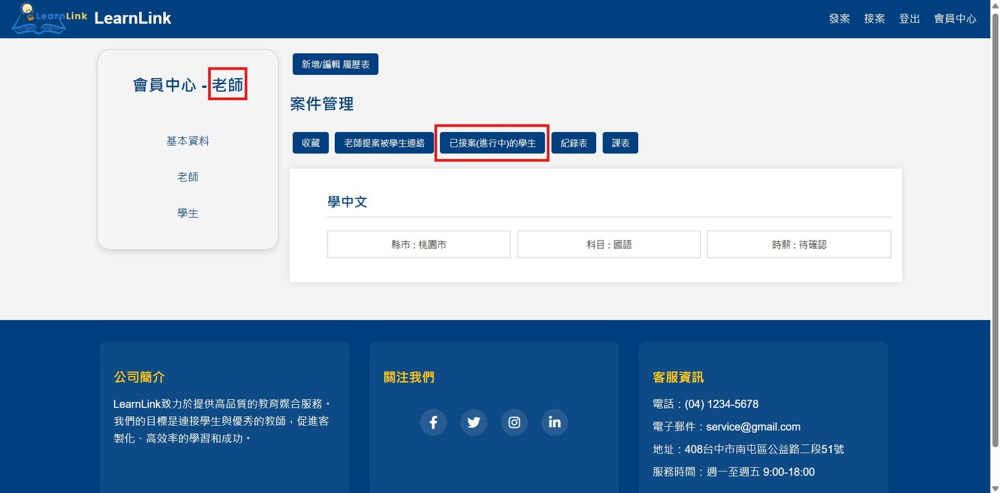 LearnLink LearnLink
發案 接案 登出 會員中心
會員中心 - 老師
基本資料
老師
學生
新增/編輯 履歷表
案件管理
收藏 老師提案被學生連絡 已接案(進行中)的學生 紀錄表 課表
學中文
縣市 : 桃園市 科目 : 國語 時薪 : 待確認
公司簡介
LearnLink致力於提供高品質的教育媒合服務。
我們的目標是連接學生與優秀的教師，促進客
製化、高效率的學習和成功。
關注我們
客服資訊
電話：(04) 1234-5678
電子郵件：service@gmail.com
地址：408台中市南屯區公益路二段51號
服務時間：週一至週五 9:00-18:00